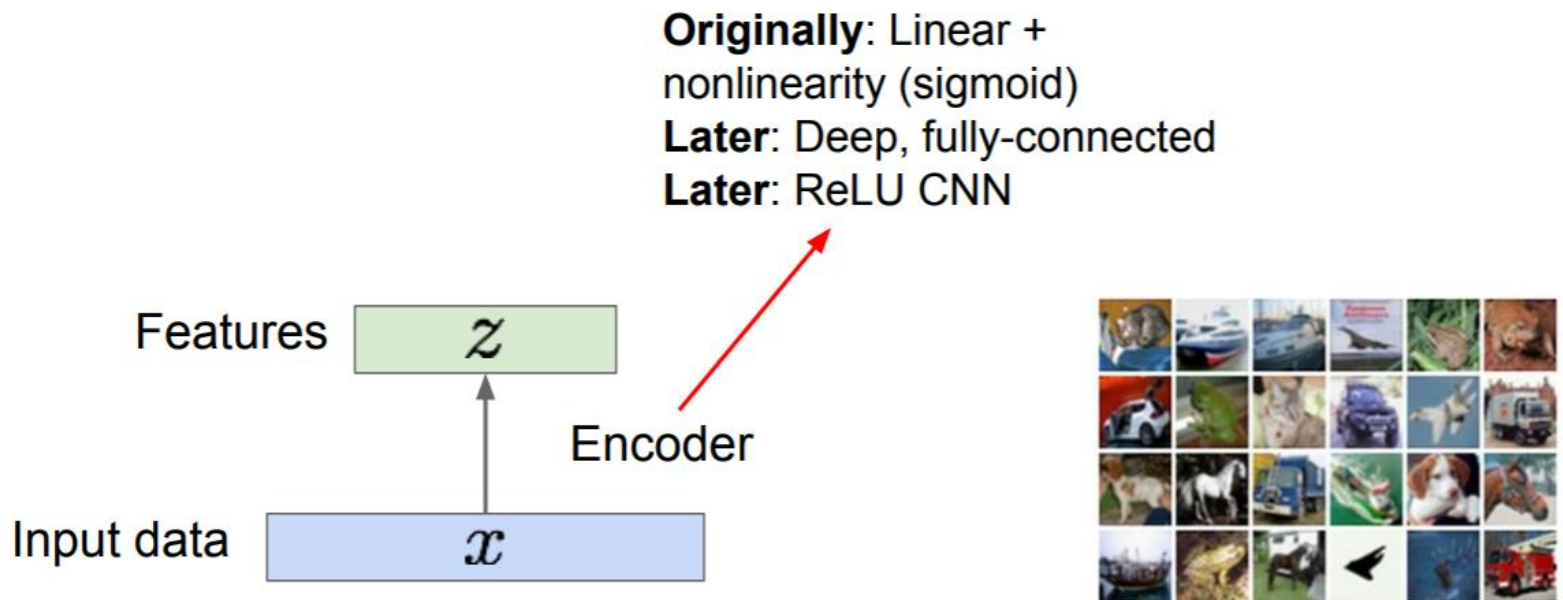 Originally: Linear +
nonlinearity (sigmoid)
Later: Deep, fully-connected
Later: ReLU CNN
Features
z
Encoder
Input data
x